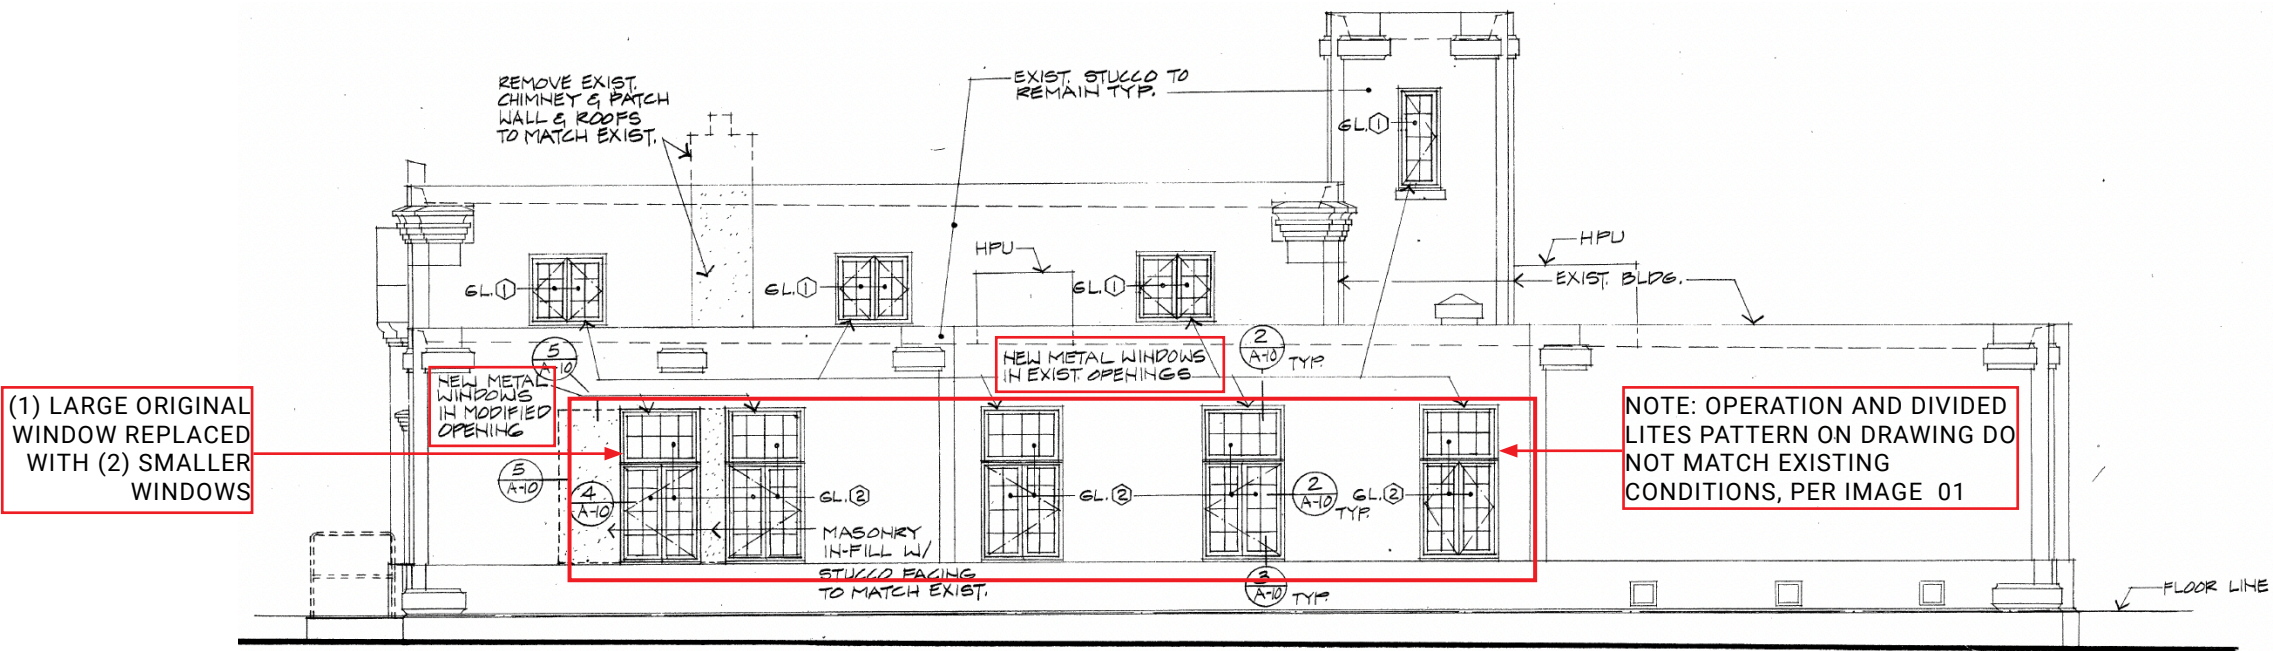 REMOVE EXIST.
CHIMNEY & PATCH
WALL & ROOFS
TO MATCH EXIST.
EXIST. STUCCO TO
REMAIN TYP.
GL. 1
HPU
HPU
GL. 1
GL. 1
GL. 1
EXIST. BLDG.
5
A-10
NEW METAL WINDOWS
IN EXIST. OPENINGS
2
A-10
TYP.
NEW METAL
WINDOWS
IN MODIFIED
OPENING
(1) LARGE ORIGINAL
WINDOW REPLACED
WITH (2) SMALLER
WINDOWS
NOTE: OPERATION AND DIVIDED
LITES PATTERN ON DRAWING DO
NOT MATCH EXISTING
CONDITIONS, PER IMAGE 01
5
A-10
4
A-10
GL. 2
GL. 2
2
A-10
TYP.
GL. 2
MASONRY
IN-FILL W/
STUCCO FACING
TO MATCH EXIST.
3
A-10
TYP.
FLOOR LINE